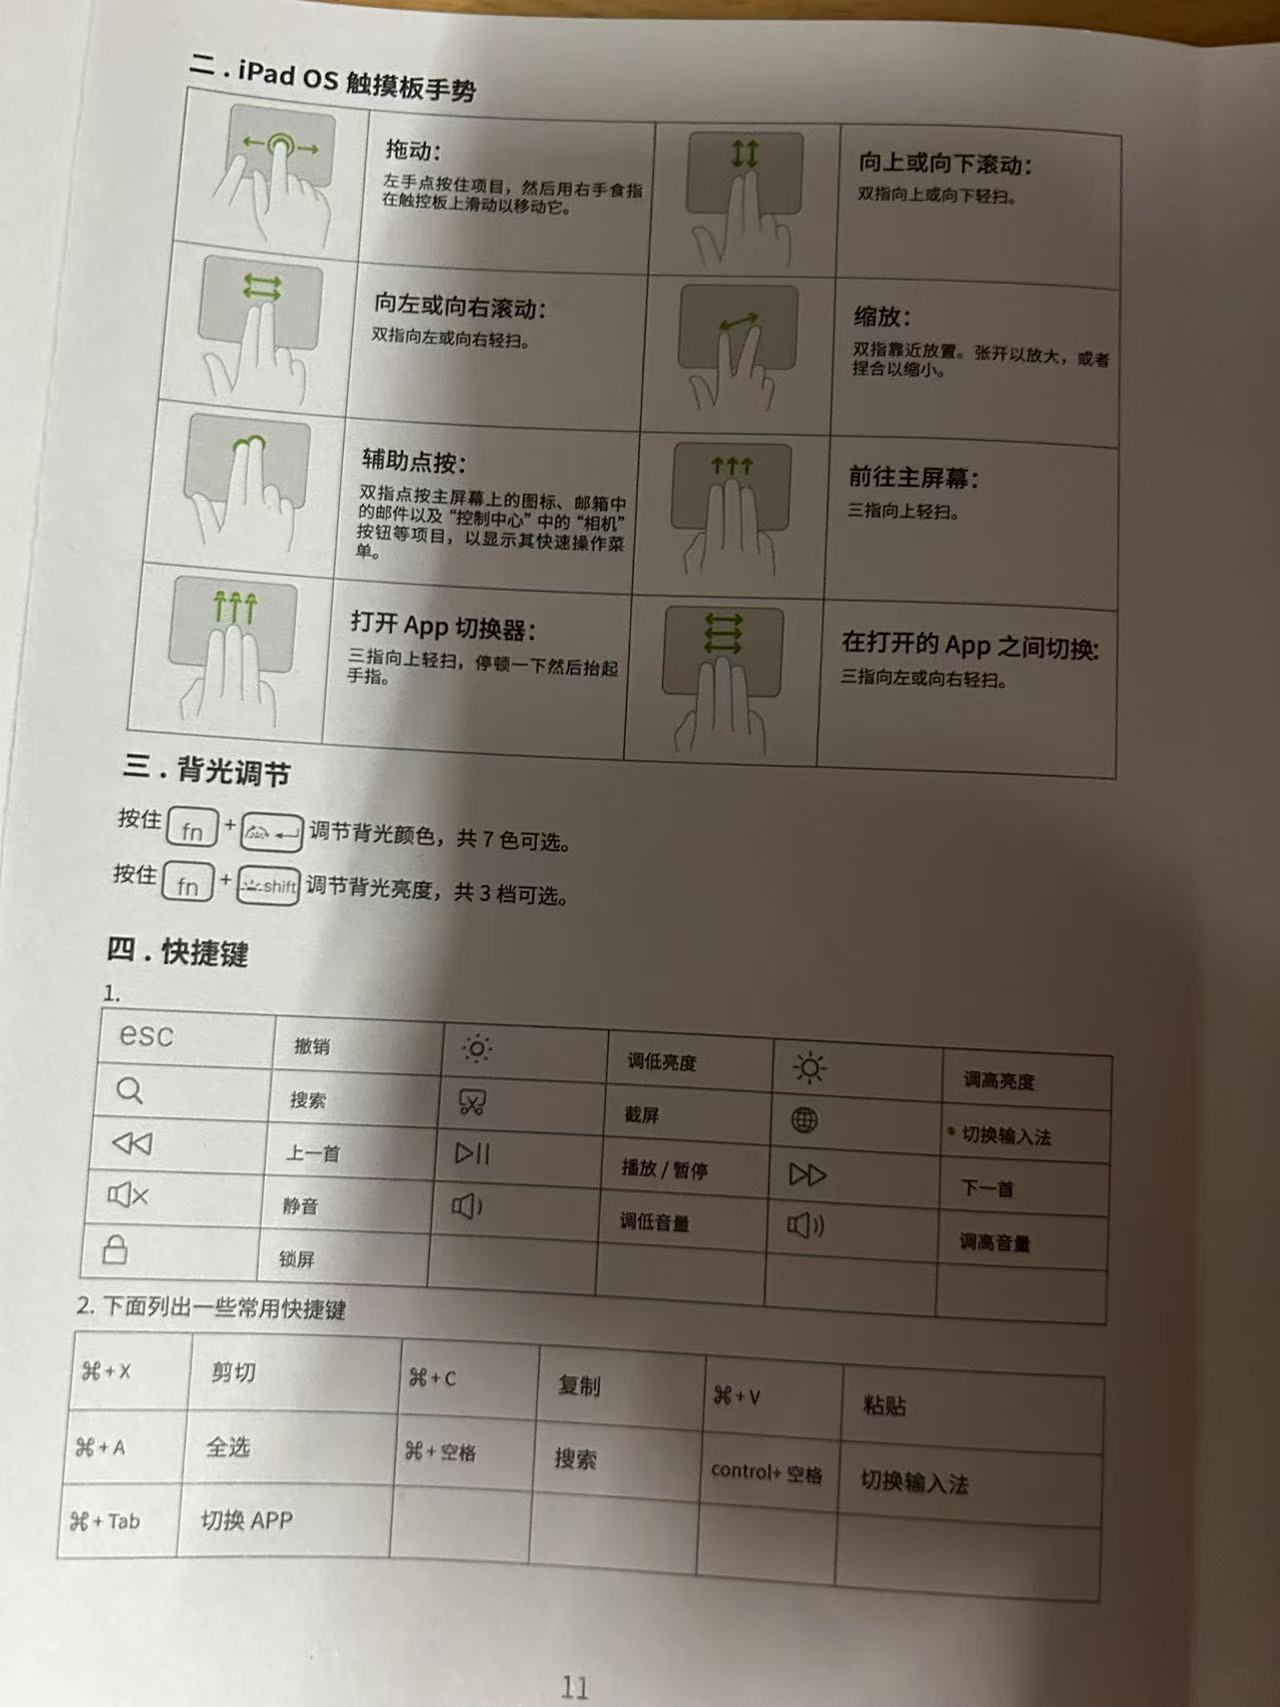 二 . iPad OS 触摸板手势
拖动：
左手点按住项目，然后用右手食指
在触控板上滑动以移动它。
向上或向下滚动：
双指向上或向下轻扫。
向左或向右滚动：
双指向左或向右轻扫。
缩放：
双指靠近放置。张开以放大，或者
捏合以缩小。
辅助点按：
双指点按主屏幕上的图标、邮箱中
的邮件以及“控制中心”中的“相机”
按钮等项目，以显示其快速操作菜
单。
前往主屏幕：
三指向上轻扫。
打开 App 切换器：
三指向上轻扫，停顿一下然后抬起
手指。
在打开的 App 之间切换:
三指向左或向右轻扫。
三 . 背光调节
按住 fn + 调节背光颜色，共 7 色可选。
按住 fn + shift 调节背光亮度，共 3 档可选。
四 . 快捷键
1.
esc 撤销 调低亮度 调高亮度
搜索 截屏 切换输入法
上一首 播放 / 暂停 下一首
静音 调低音量 调高音量
锁屏
2. 下面列出一些常用快捷键
⌘ + X 剪切 ⌘ + C 复制 ⌘ + V 粘贴
⌘ + A 全选 ⌘ + 空格 搜索 control+ 空格 切换输入法
⌘ + Tab 切换 APP
11